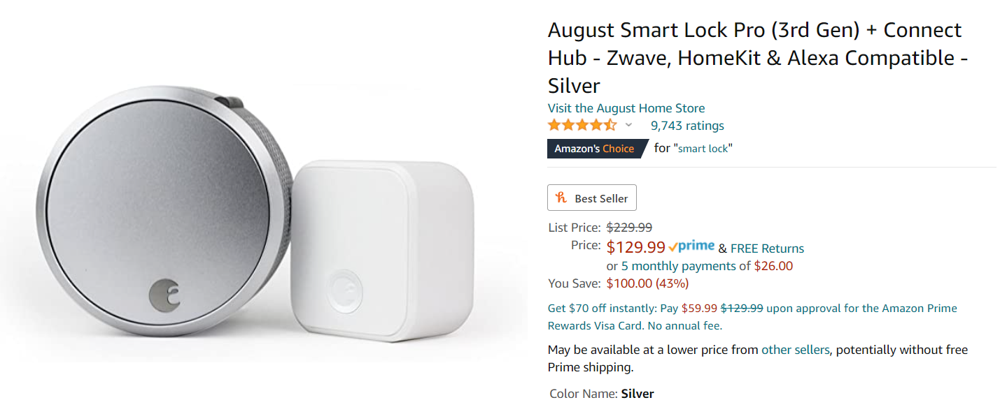 August Smart Lock Pro (3rd Gen) + Connect
Hub - Zwave, HomeKit & Alexa Compatible -
Silver
Visit the August Home Store
9,743 ratings
Amazon's Choice for "smart lock"
Best Seller
List Price: $229.99
Price: $129.99 prime & FREE Returns
or 5 monthly payments of $26.00
You Save: $100.00 (43%)
Get $70 off instantly: Pay $59.99 $129.99 upon approval for the Amazon Prime
Rewards Visa Card. No annual fee.
May be available at a lower price from other sellers, potentially without free
Prime shipping.
Color Name: Silver